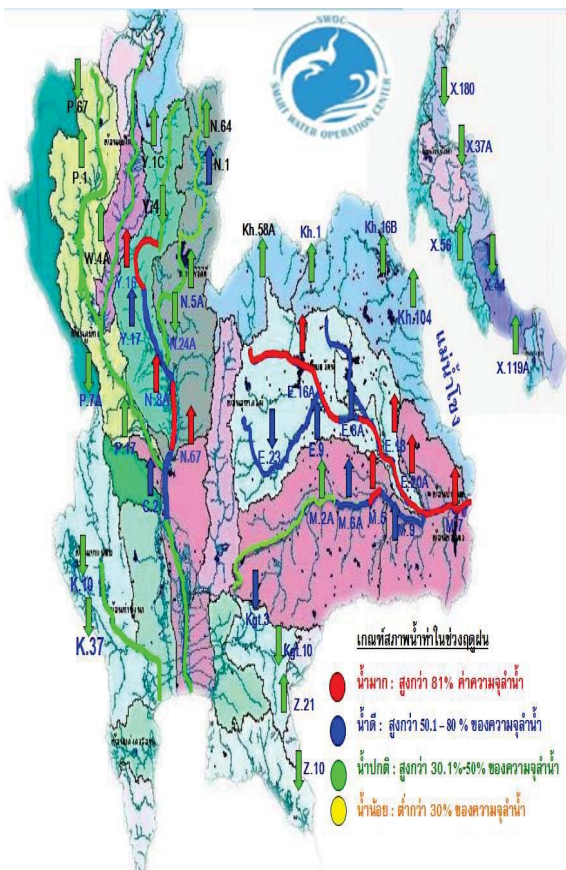 SWOC
SMART WATER OPERATION CENTER
P.67
N.64
Y.1C
N.1
P.1
Y.4
W.4A
Y.16
N.5A
Y.17
N.24A
N.8A
P.7A
P.17
N.67
C.2
K.10
K.37
Kh.58A
Kh.1
Kh.16B
Kh.104
แม่น้ำโขง
E.16A
E.8A
E.23
E.9
E.18
E.20A
M.2A
M.6A
M.5
M.9
M.7
Kgt.3
Kgt.10
Z.21
Z.10
X.180
X.37A
X.56
X.44
X.119A
เกณฑ์สภาพน้ำท่าในช่วงฤดูฝน
น้ำมาก : สูงกว่า 81% ค่าความจุลำน้ำ
น้ำดี : สูงกว่า 50.1 – 80 % ของความจุลำน้ำ
น้ำปกติ : สูงกว่า 30.1%-50% ของความจุลำน้ำ
น้ำน้อย : ต่ำกว่า 30% ของความจุลำน้ำ